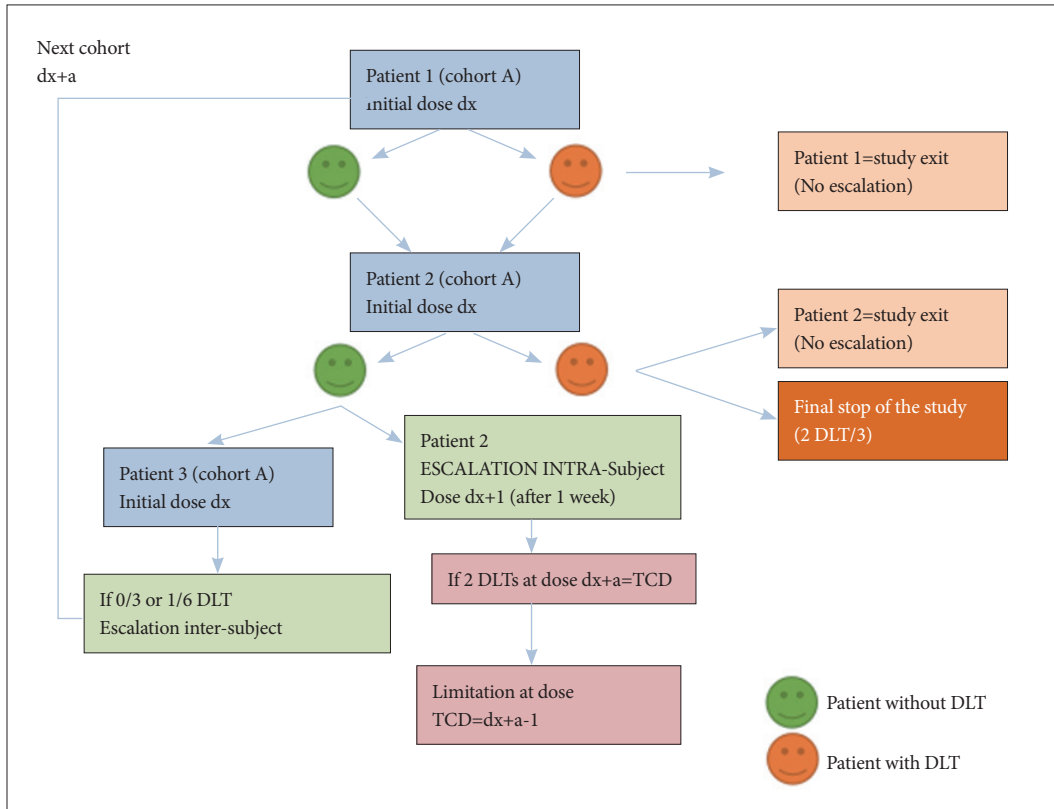 Next cohort
dx+a
Patient 1 (cohort A)
Initial dose dx
Patient 1=study exit
(No escalation)
Patient 2 (cohort A)
Initial dose dx
Patient 2=study exit
(No escalation)
Final stop of the study
(2 DLT/3)
Patient 2
ESCALATION INTRA-Subject
Dose dx+1 (after 1 week)
Patient 3 (cohort A)
Initial dose dx
If 2 DLTs at dose dx+a=TCD
If 0/3 or 1/6 DLT
Escalation inter-subject
Limitation at dose
TCD=dx+a-1
Patient without DLT
Patient with DLT